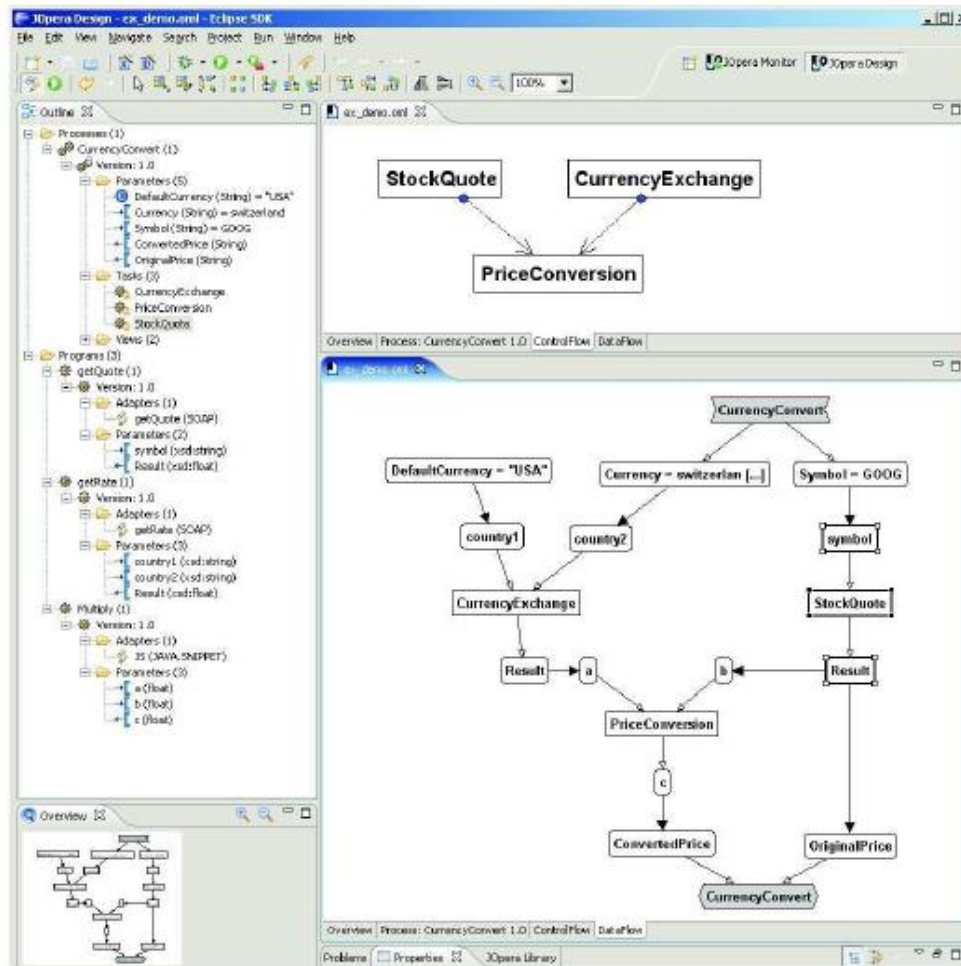 JOpera Design - ex_demo.oml - Eclipse SDK
File Edit View Navigate Search Project Run Window Help
JOpera Monitor JOpera Design
100%
Outline
Processes (1)
CurrencyConvert (1)
Version: 1.0
Parameters (5)
DefaultCurrency (String) = "USA"
Currency (String) = switzerland
Symbol (String) = GOOG
ConvertedPrice (String)
OriginalPrice (String)
Tasks (3)
CurrencyExchange
PriceConversion
StockQuote
Views (2)
Programs (3)
getQuote (1)
Version: 1.0
Adapters (1)
getQuote (SOAP)
Parameters (2)
symbol (xsd:string)
Result (xsd:float)
getRate (1)
Version: 1.0
Adapters (1)
getRate (SOAP)
Parameters (3)
country1 (xsd:string)
country2 (xsd:string)
Result (xsd:float)
Multiply (1)
Version: 1.0
Adapters (1)
JS (JAVA.SNIPPET)
Parameters (3)
a (float)
b (float)
c (float)
Overview
ex_demo.oml
StockQuote CurrencyExchange
PriceConversion
Overview Process: CurrencyConvert 1.0 ControlFlow DataFlow
ex_demo.oml
CurrencyConvert
DefaultCurrency = "USA" Currency = switzerlan [...] Symbol = GOOG
country1 country2 symbol
CurrencyExchange StockQuote
Result a b Result
PriceConversion
c
ConvertedPrice OriginalPrice
CurrencyConvert
Overview Process: CurrencyConvert 1.0 ControlFlow DataFlow
Problems Properties JOpera Library